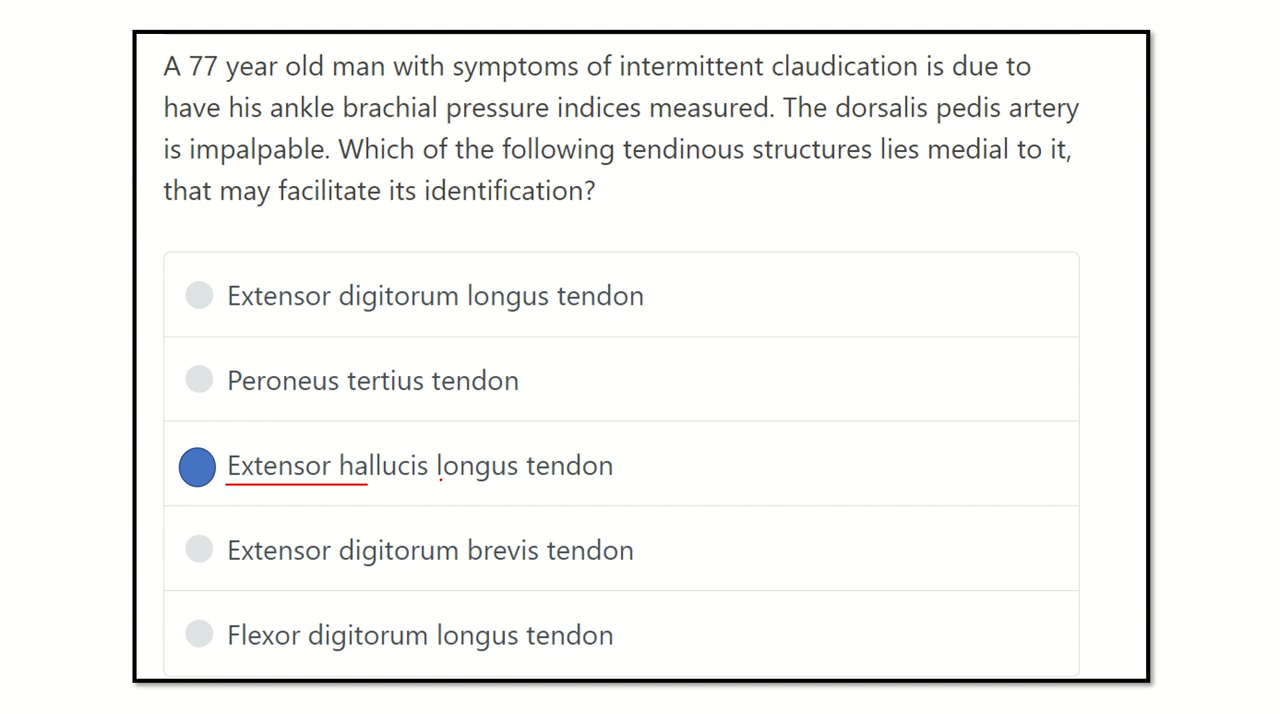 A 77 year old man with symptoms of intermittent claudication is due to
have his ankle brachial pressure indices measured. The dorsalis pedis artery
is impalpable. Which of the following tendinous structures lies medial to it,
that may facilitate its identification?
Extensor digitorum longus tendon
Peroneus tertius tendon
Extensor hallucis longus tendon
Extensor digitorum brevis tendon
Flexor digitorum longus tendon